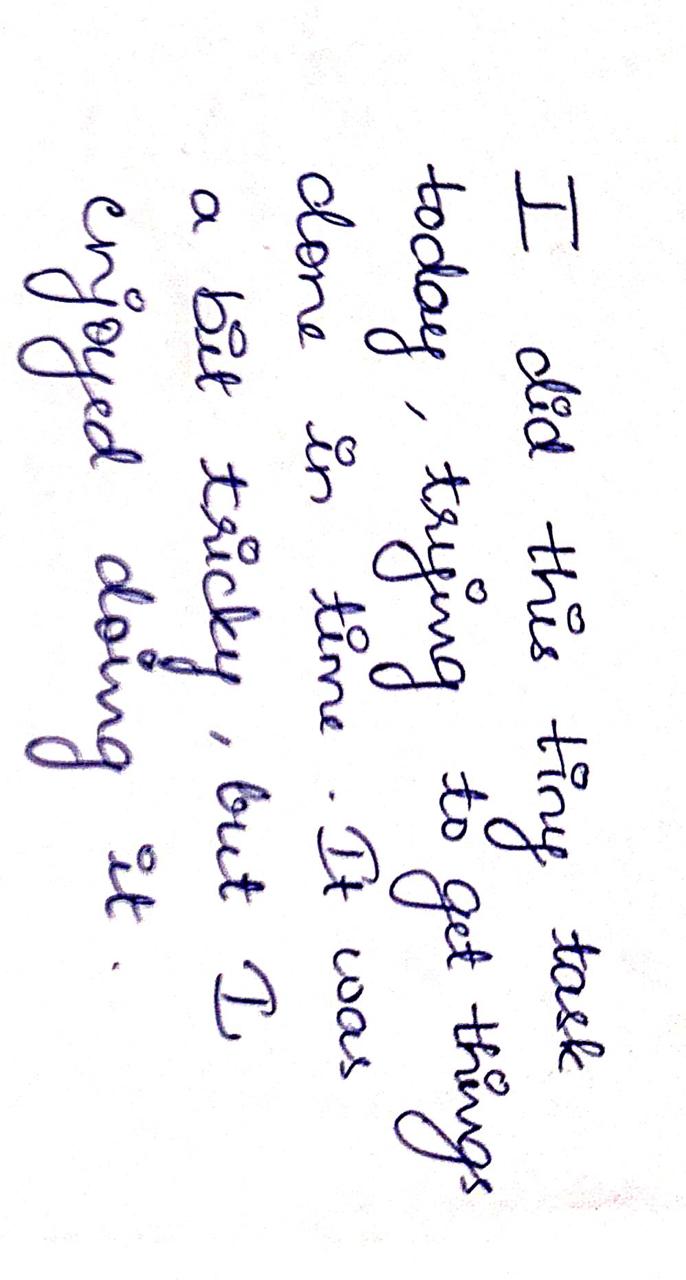 I did this tiny task
today, trying to get things
done in time. It was
a bit tricky, but I
enjoyed doing it.